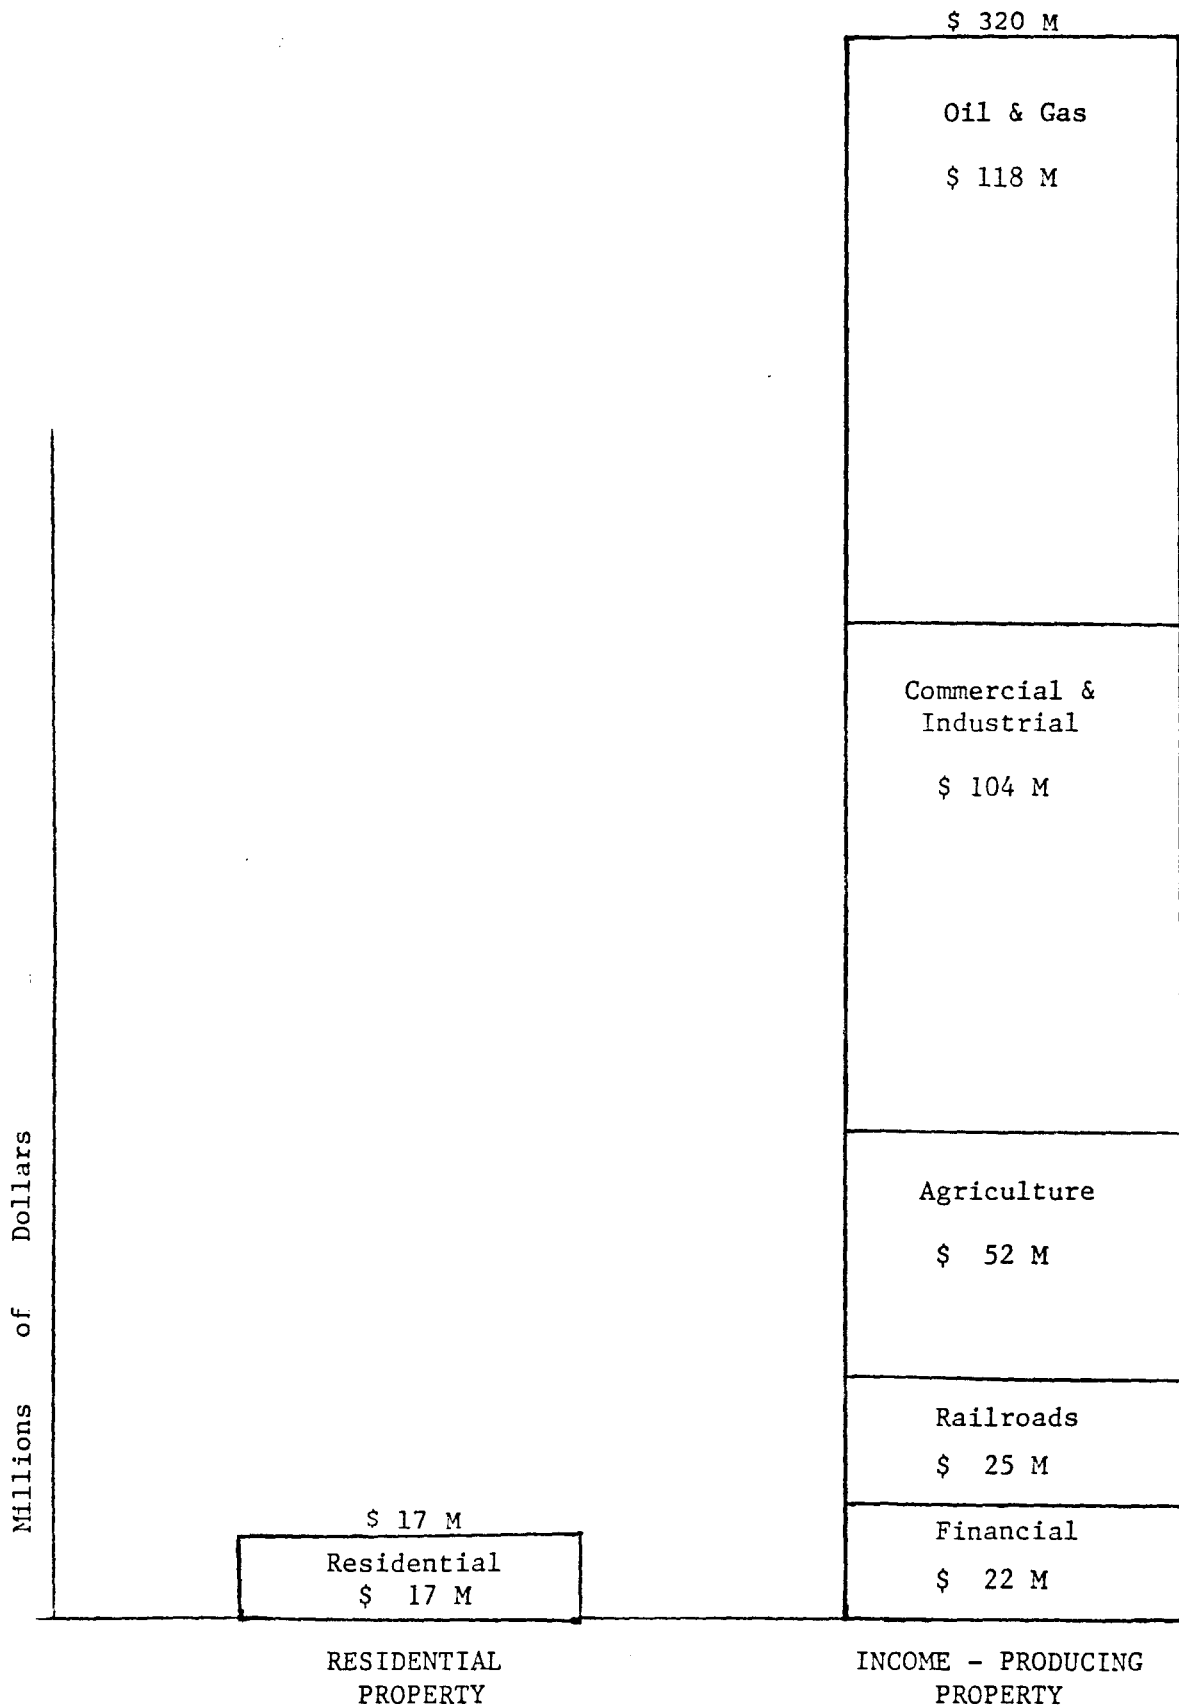 $ 320 M
Oil & Gas
$ 118 M
Commercial &
Industrial
$ 104 M
Agriculture
$ 52 M
Railroads
$ 25 M
Financial
$ 22 M
$ 17 M
Residential
$ 17 M
Millions of Dollars
RESIDENTIAL
PROPERTY
INCOME - PRODUCING
PROPERTY